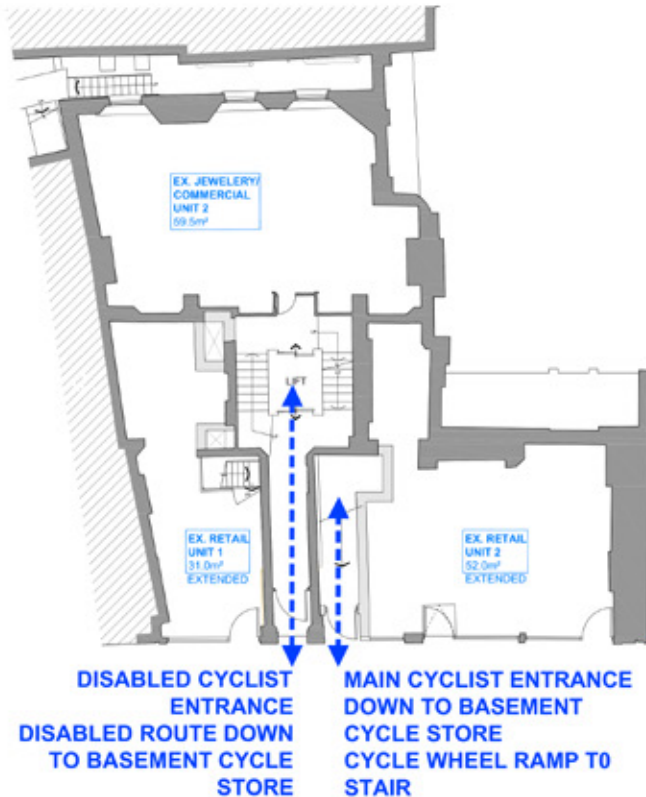 EX. JEWELERY/
COMMERCIAL
UNIT 2
59.5m²
LIFT
EX. RETAIL
UNIT 1
31.0m²
EXTENDED
EX. RETAIL
UNIT 2
52.0m²
EXTENDED
DISABLED CYCLIST
ENTRANCE
DISABLED ROUTE DOWN
TO BASEMENT CYCLE
STORE
MAIN CYCLIST ENTRANCE
DOWN TO BASEMENT
CYCLE STORE
CYCLE WHEEL RAMP T0
STAIR